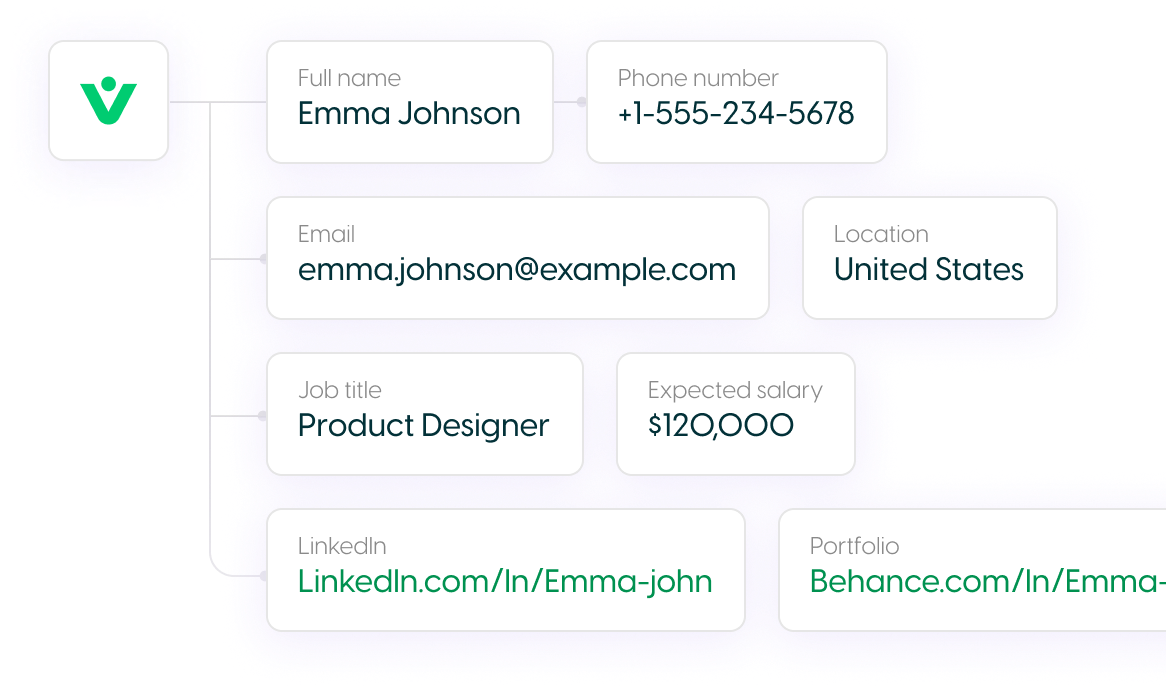 Full name
Emma Johnson
Phone number
+1-555-234-5678
Email
emma.johnson@example.com
Location
United States
Job title
Product Designer
Expected salary
$120,000
LinkedIn
LinkedIn.com/In/Emma-john
Portfolio
Behance.com/In/Emma-